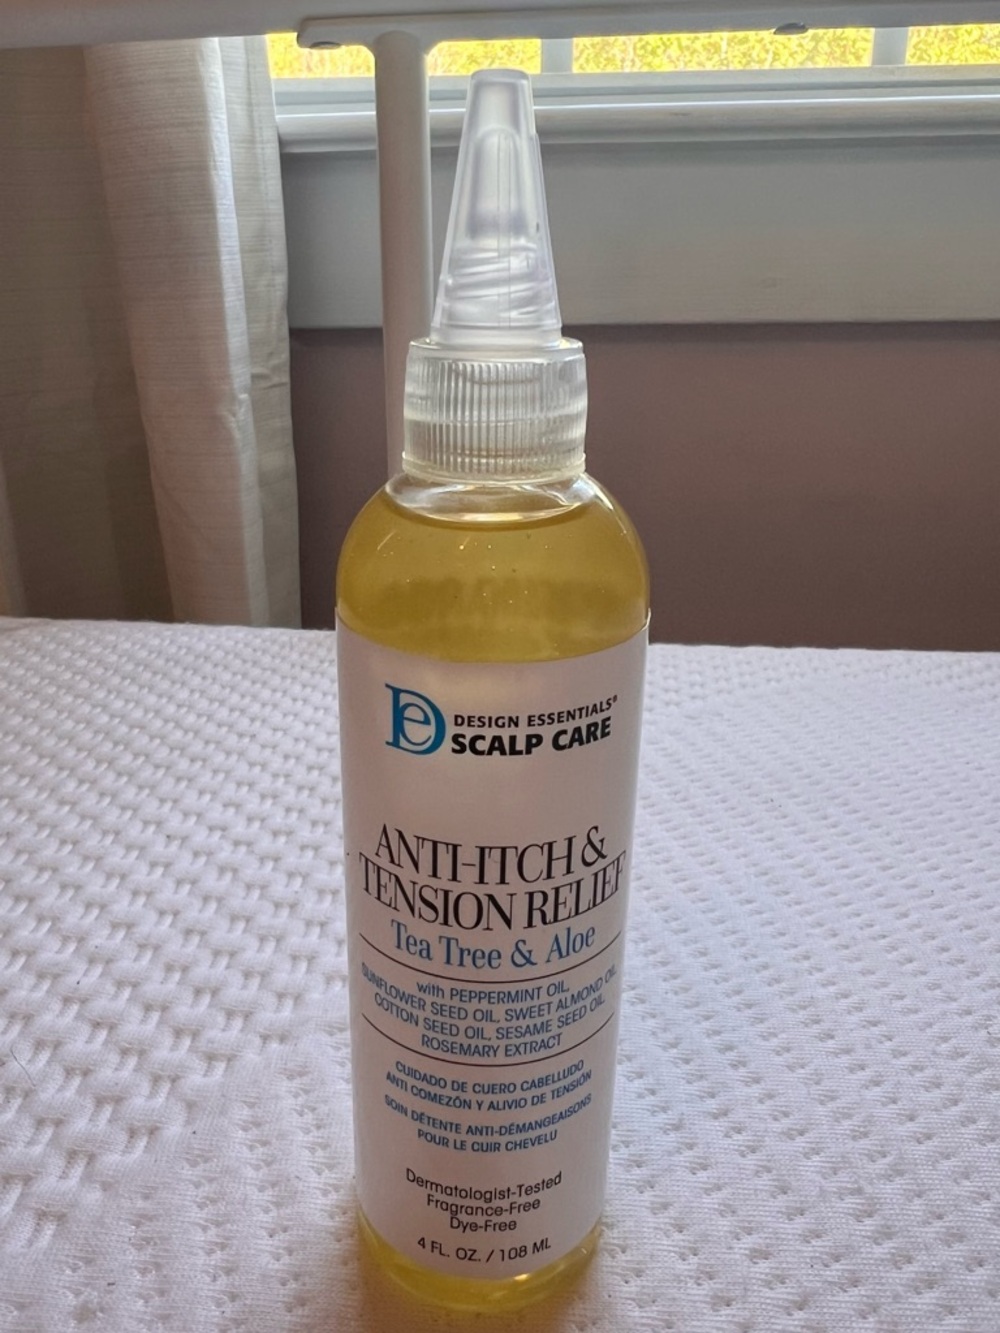 De
DESIGN ESSENTIALS®
SCALP CARE
ANTI-ITCH &
TENSION RELIEF
Tea Tree & Aloe
with PEPPERMINT OIL,
SUNFLOWER SEED OIL, SWEET ALMOND OIL,
COTTON SEED OIL, SESAME SEED OIL,
ROSEMARY EXTRACT
CUIDADO DE CUERO CABELLUDO
ANTI COMEZÓN Y ALIVIO DE TENSIÓN
SOIN DÉTENTE ANTI-DÉMANGEAISONS
POUR LE CUIR CHEVELU
Dermatologist-Tested
Fragrance-Free
Dye-Free
4 FL. OZ. / 108 ML